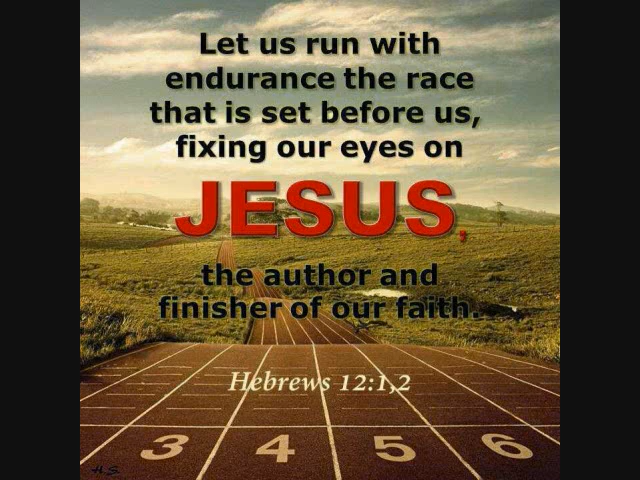 Let us run with
endurance the race
that is set before us,
fixing our eyes on
JESUS,
the author and
finisher of our faith.
Hebrews 12:1,2
3 4 5 6
H.S.